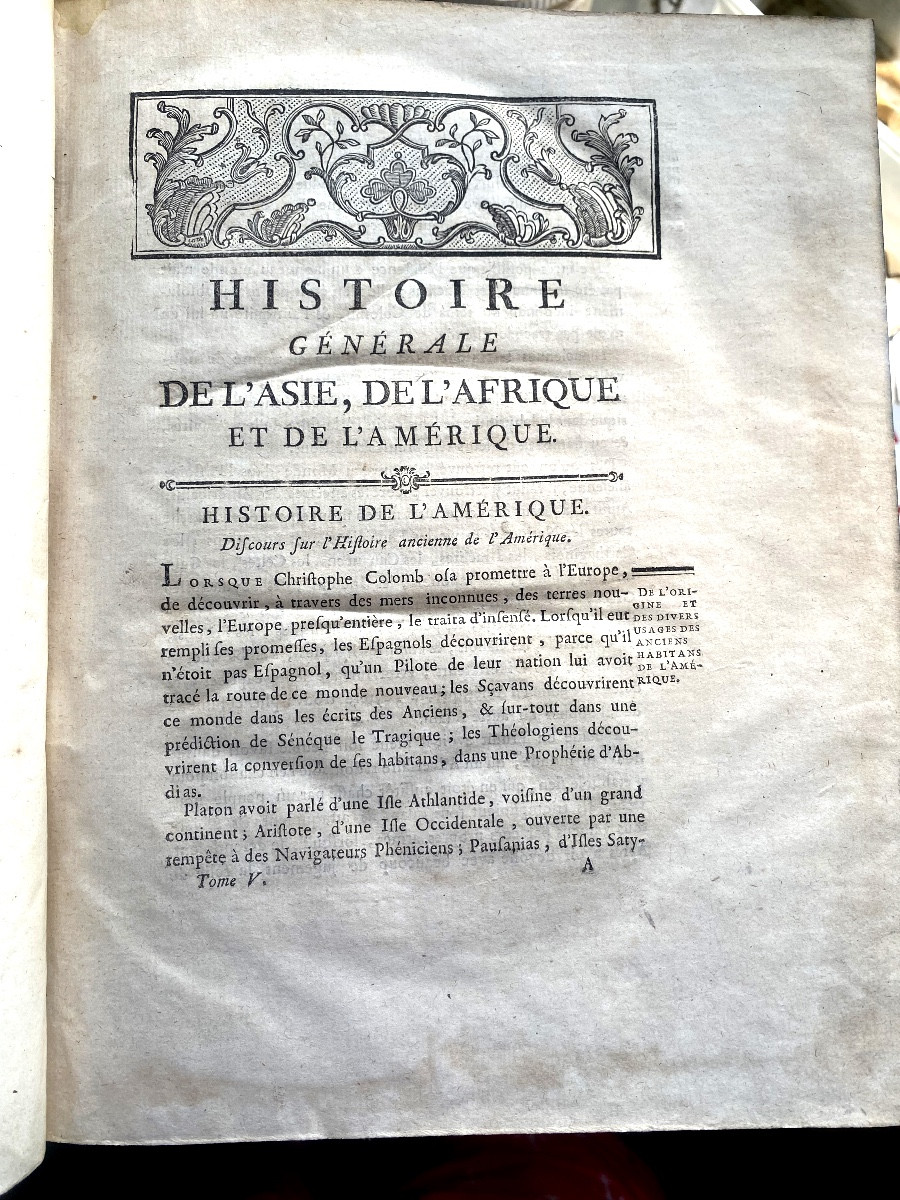 HISTOIRE
GÉNÉRALE
DE L'ASIE, DE L'AFRIQUE
ET DE L'AMÉRIQUE.
HISTOIRE DE L'AMÉRIQUE.
Diſcours ſur l'Hiſtoire ancienne de l'Amérique.
LORSQUE Chriſtophe Colomb oſa promettre à l'Europe,
de découvrir, à travers des mers inconnues, des terres nou-
velles, l'Europe preſqu'entière, le traita d'inſenſé. Lorſqu'il eut
rempli ſes promeſſes, les Eſpagnols découvrirent, parce qu'il
n'étoit pas Eſpagnol, qu'un Pilote de leur nation lui avoit
tracé la route de ce monde nouveau; les Sçavans découvrirent
ce monde dans les écrits des Anciens, & ſur-tout dans une
prédiction de Sénéque le Tragique; les Théologiens décou-
vrirent la converſion de ſes habitans, dans une Prophétie d'Ab-
dias.
Platon avoit parlé d'une Iſle Athlantide, voiſine d'un grand
continent; Ariſtote, d'une Iſle Occidentale, ouverte par une
tempête à des Navigateurs Phéniciens; Pauſanias, d'Iſles Saty-
Tome V.
A
DE L'ORI-
GINE ET
DES DIVERS
USAGES DES
ANCIENS
HABITANS
DE L'AMÉ-
RIQUE.